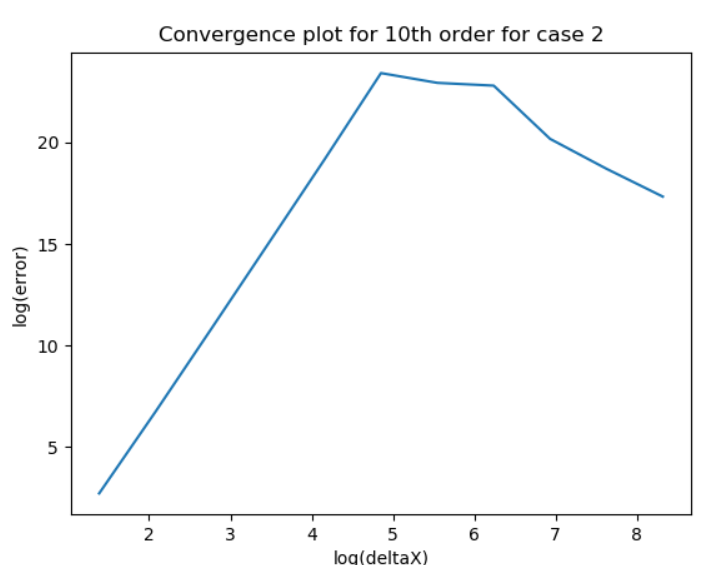 Convergence plot for 10th order for case 2
log(error)
20
15
10
5
2 3 4 5 6 7 8
log(deltaX)